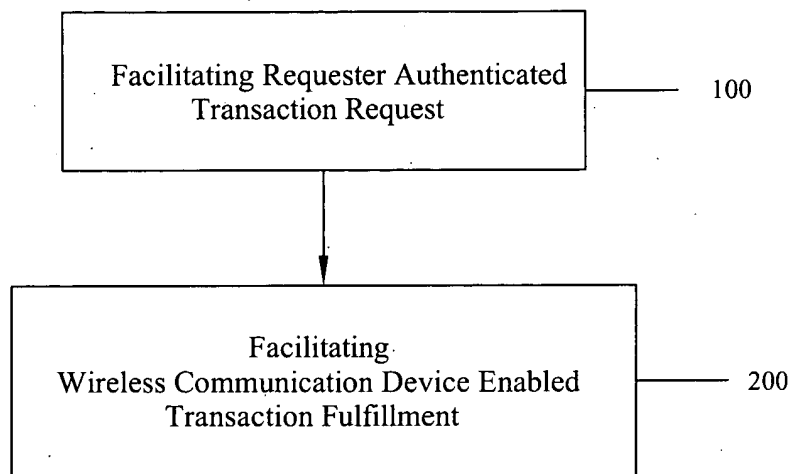 Facilitating Requester Authenticated
Transaction Request
100
Facilitating
Wireless Communication Device Enabled
Transaction Fulfillment
200